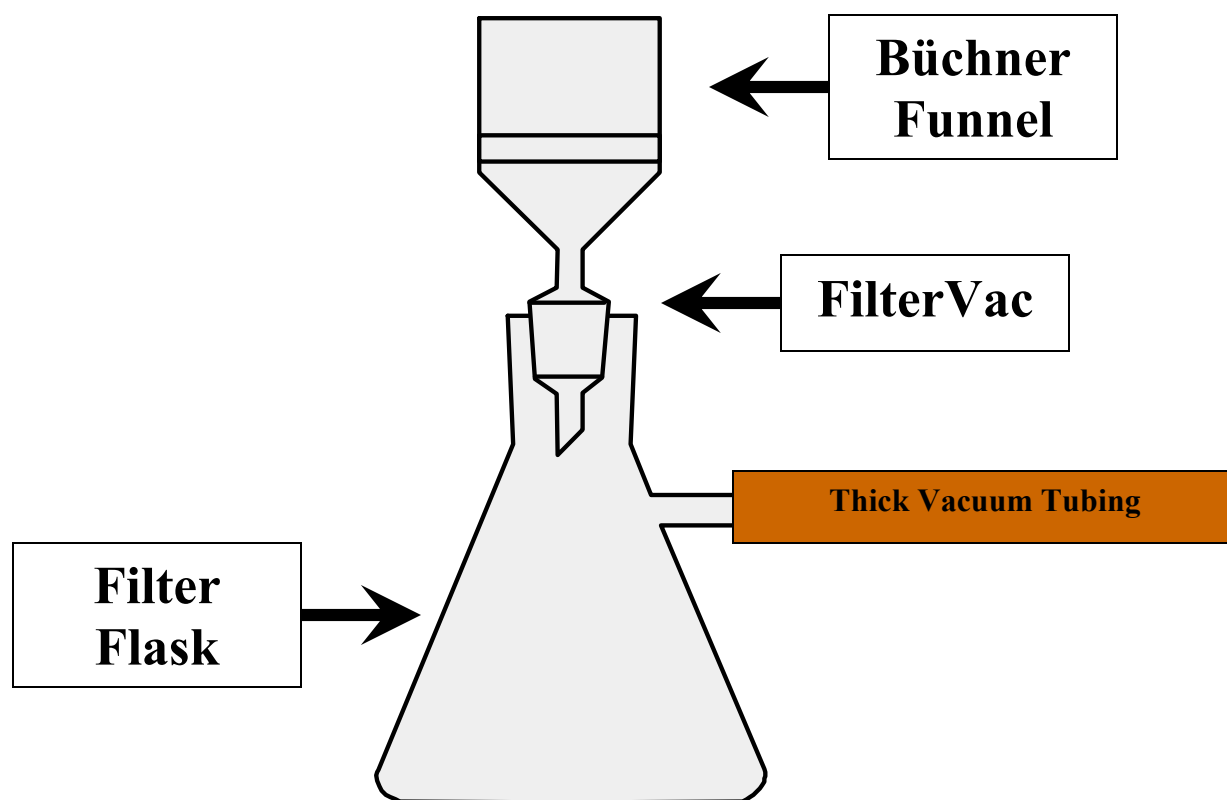 Büchner
Funnel
FilterVac
Thick Vacuum Tubing
Filter
Flask